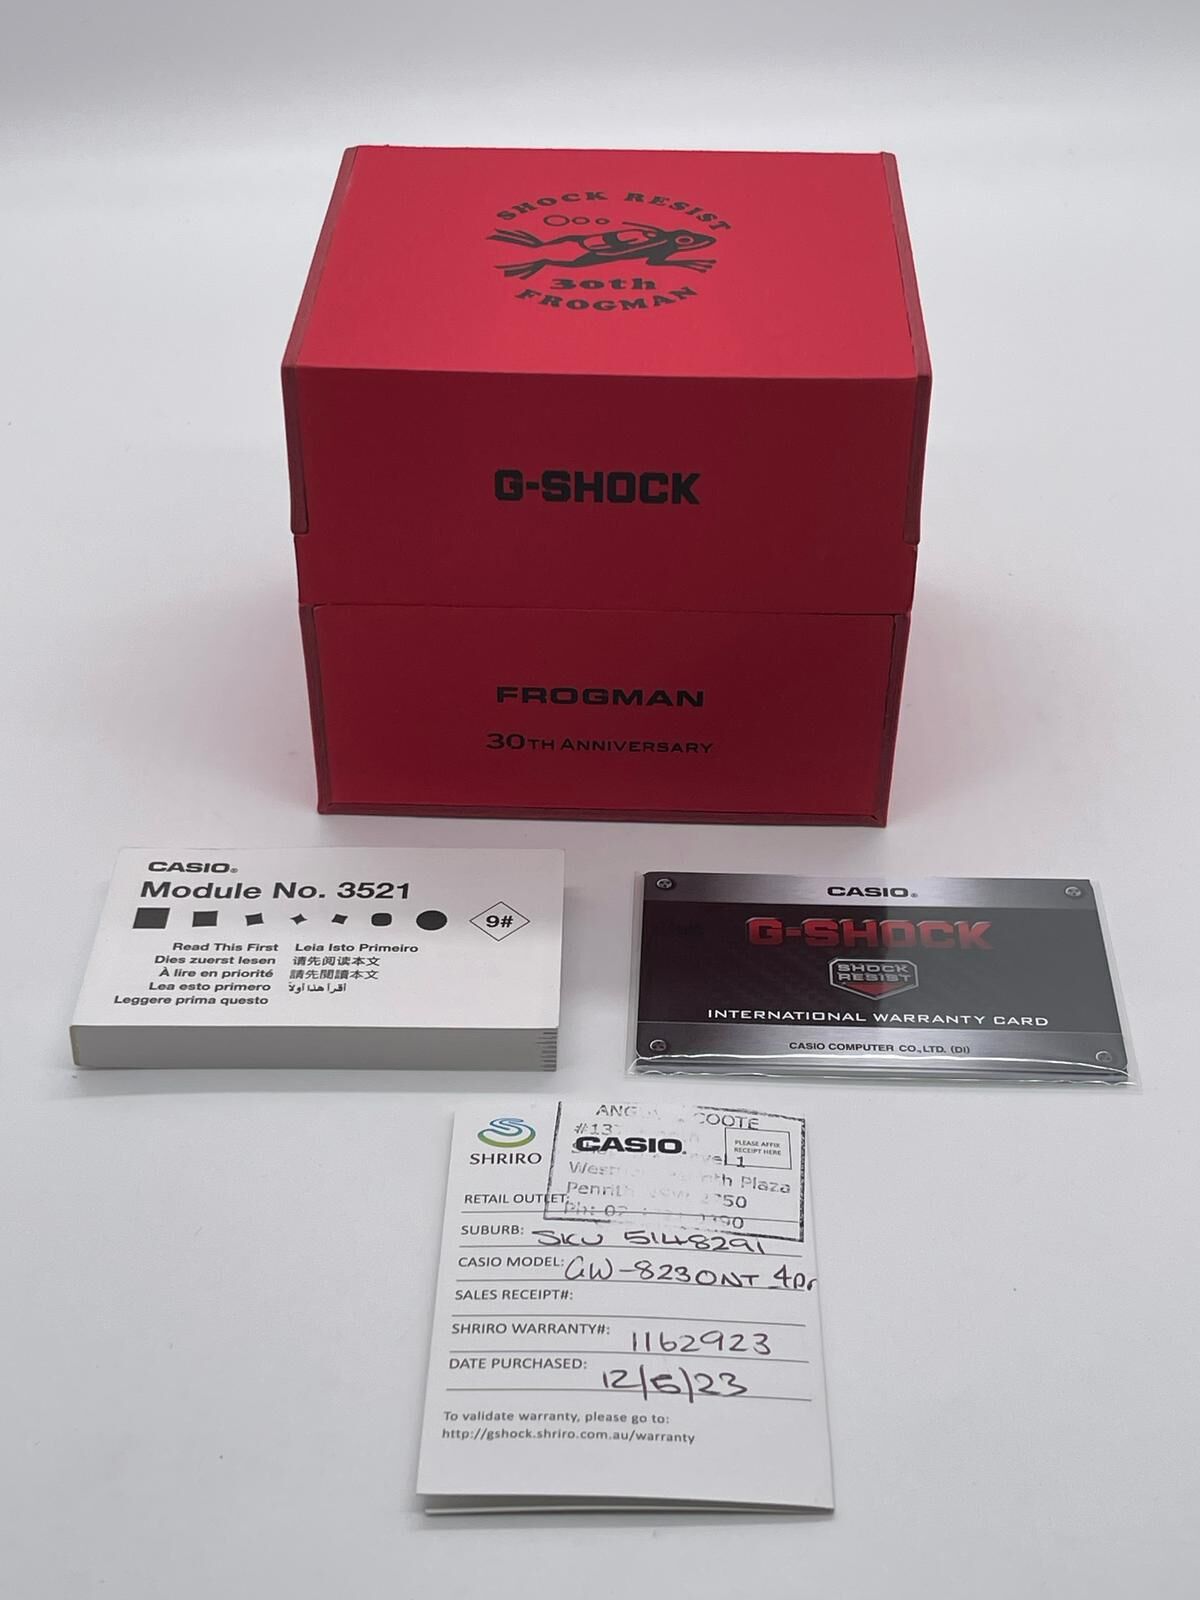 SHOCK RESIST
30th
FROGMAN
G-SHOCK
FROGMAN
30TH ANNIVERSARY
CASIO®
Module No. 3521
9#
Read This First Leia Isto Primeiro
Dies zuerst lesen 请先阅读本文
À lire en priorité 請先閱讀本文
Lea esto primero اقرأ هذا أولاً
Leggere prima questo
CASIO®
G-SHOCK
SHOCK
RESIST
INTERNATIONAL WARRANTY CARD
CASIO COMPUTER CO., LTD. (DI)
SHRIRO
COOTE
CASIO®
PLEASE AFFIX
RECEIPT HERE
Plaza
Penrith
RETAIL OUTLET:
SUBURB: SKU 5148291
CASIO MODEL: GW-8230NT
SALES RECEIPT#:
SHRIRO WARRANTY#: 1162923
DATE PURCHASED: 12/5/23
To validate warranty, please go to:
http://gshock.shriro.com.au/warranty